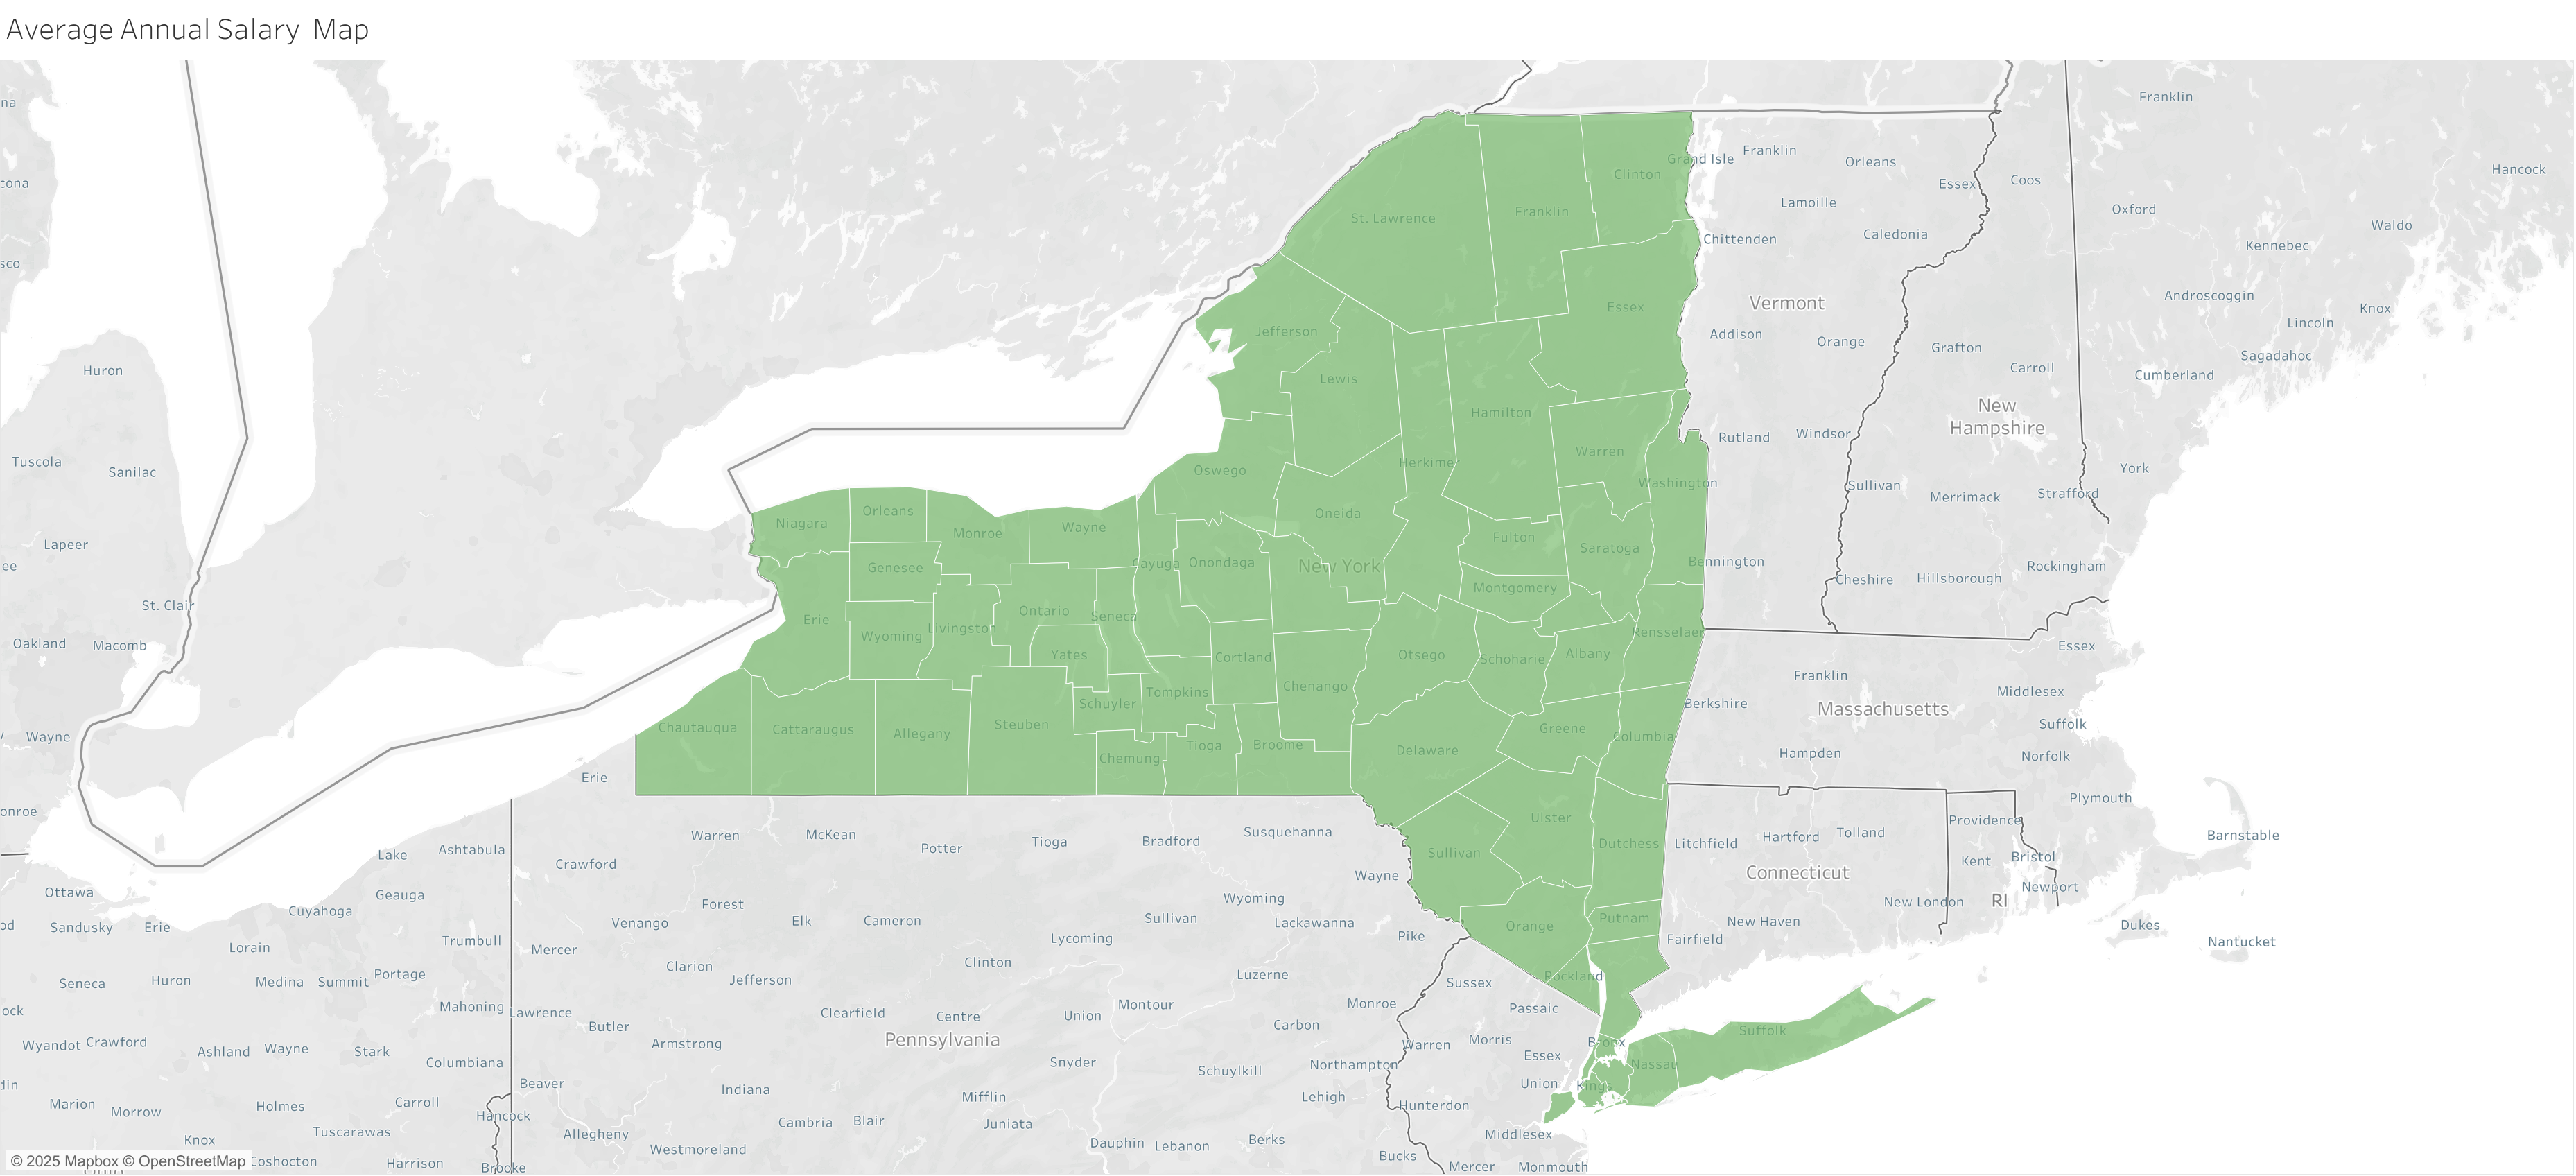 Average Annual Salary  Map
na
Franklin
Franklin
Grand Isle
Orleans
Hancock
Clinton
cona
Essex
Coos
Lamoille
Oxford
St. Lawrence
Franklin
Waldo
Chittenden
Caledonia
Kennebec
sco
Vermont
Androscoggin
Essex
Knox
Lincoln
Jefferson
Addison
Orange
Grafton
Sagadahoc
Huron
Lewis
Carroll
Cumberland
New
Hampshire
Hamilton
Rutland
Windsor
Warren
Tuscola
Sanilac
Oswego
Herkime
York
Washington
Sullivan
Merrimack
Strafford
Niagara
Orleans
Monroe
Wayne
Oneida
Fulton
Lapeer
Saratoga
ee
Genesee
Cayuga
Onondaga
New York
Bennington
Rockingham
Cheshire
Hillsborough
Montgomery
St. Clair
Erie
Ontario
Seneca
Wyoming
Livingston
Rensselaer
Oakland
Macomb
Essex
Yates
Cortland
Otsego
Schoharie
Albany
Franklin
Middlesex
Tompkins
Chenango
Schuyler
Berkshire
Massachusetts
Suffolk
Chautauqua
Cattaraugus
Allegany
Steuben
Greene
Columbia
Wayne
Tioga
Broome
Delaware
Hampden
Norfolk
Chemung
Erie
Plymouth
onroe
Ulster
Providence
Warren
McKean
Susquehanna
Hartford
Tolland
Barnstable
Potter
Tioga
Bradford
Dutchess
Litchfield
Lake
Ashtabula
Sullivan
Kent
Bristol
Crawford
Wayne
Connecticut
Newport
Ottawa
Geauga
Wyoming
New London
RI
Cuyahoga
Forest
Sullivan
Putnam
od
Sandusky
Erie
Venango
Elk
Cameron
Lackawanna
Orange
New Haven
Dukes
Lorain
Trumbull
Mercer
Lycoming
Pike
Fairfield
Nantucket
Clarion
Clinton
Luzerne
Rockland
Seneca
Huron
Medina
Summit
Portage
Jefferson
Sussex
ock
Mahoning
Lawrence
Butler
Clearfield
Centre
Union
Montour
Monroe
Passaic
Carbon
Suffolk
Wyandot
Crawford
Ashland
Wayne
Stark
Armstrong
Pennsylvania
Warren
Morris
Bronx
Columbiana
Snyder
Schuylkill
Northampton
Essex
Nassau
din
Beaver
Indiana
Mifflin
Lehigh
Union
Kings
Marion
Morrow
Holmes
Carroll
Hancock
Cambria
Blair
Juniata
Hunterdon
Knox
Tuscarawas
Allegheny
Westmoreland
Dauphin
Lebanon
Berks
Middlesex
© 2025 Mapbox © OpenStreetMap
Coshocton
Harrison
Brooke
Bucks
Mercer
Monmouth